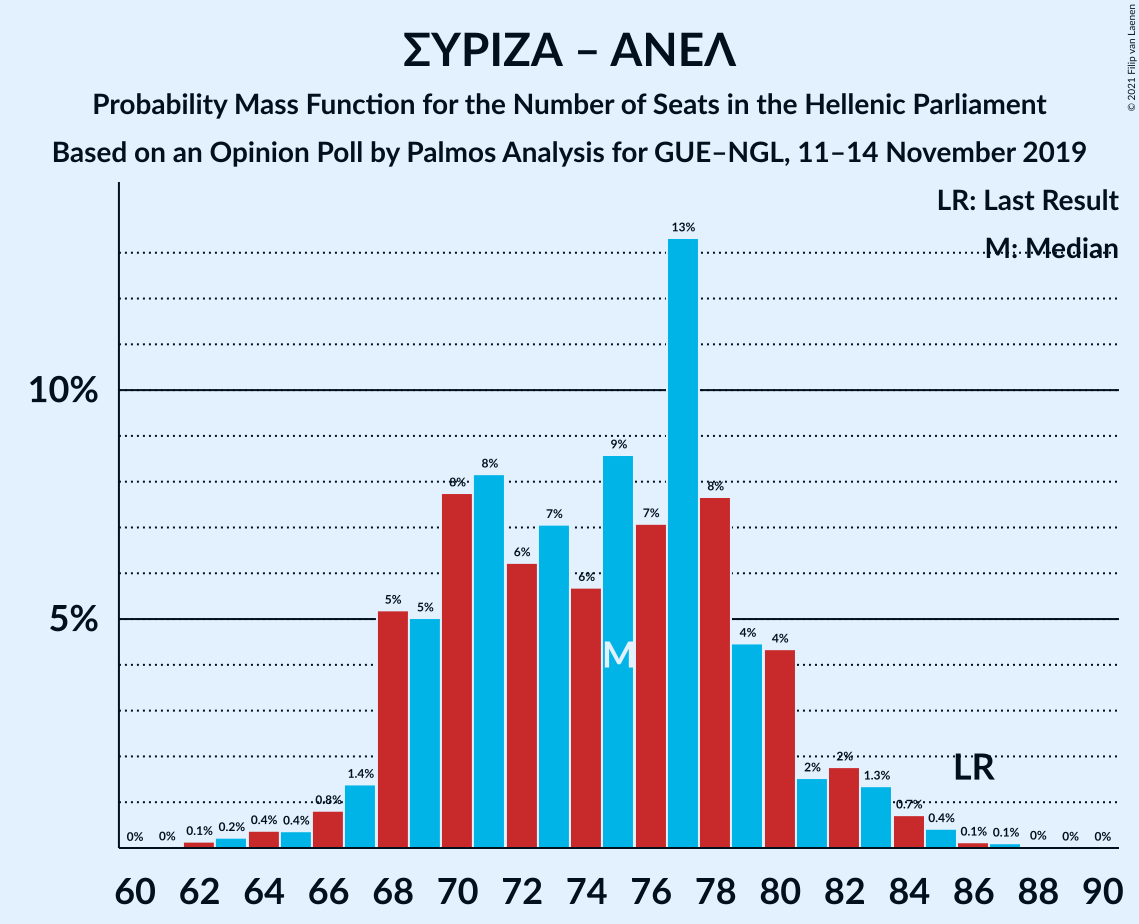 ΣΥΡΙΖΑ – ΑΝΕΛ
Probability Mass Function for the Number of Seats in the Hellenic Parliament
Based on an Opinion Poll by Palmos Analysis for GUE–NGL, 11–14 November 2019
© 2021 Filip van Laenen
LR: Last Result
M: Median
10%
5%
0% 0% 0.1% 0.2% 0.4% 0.4% 0.8% 1.4% 5% 5% 8% 8% 6% 7% 6% 9% 7% 13% 8% 4% 4% 2% 2% 1.3% 0.7% 0.4% 0.1% 0.1% 0% 0% 0%
M
LR
60 62 64 66 68 70 72 74 76 78 80 82 84 86 88 90